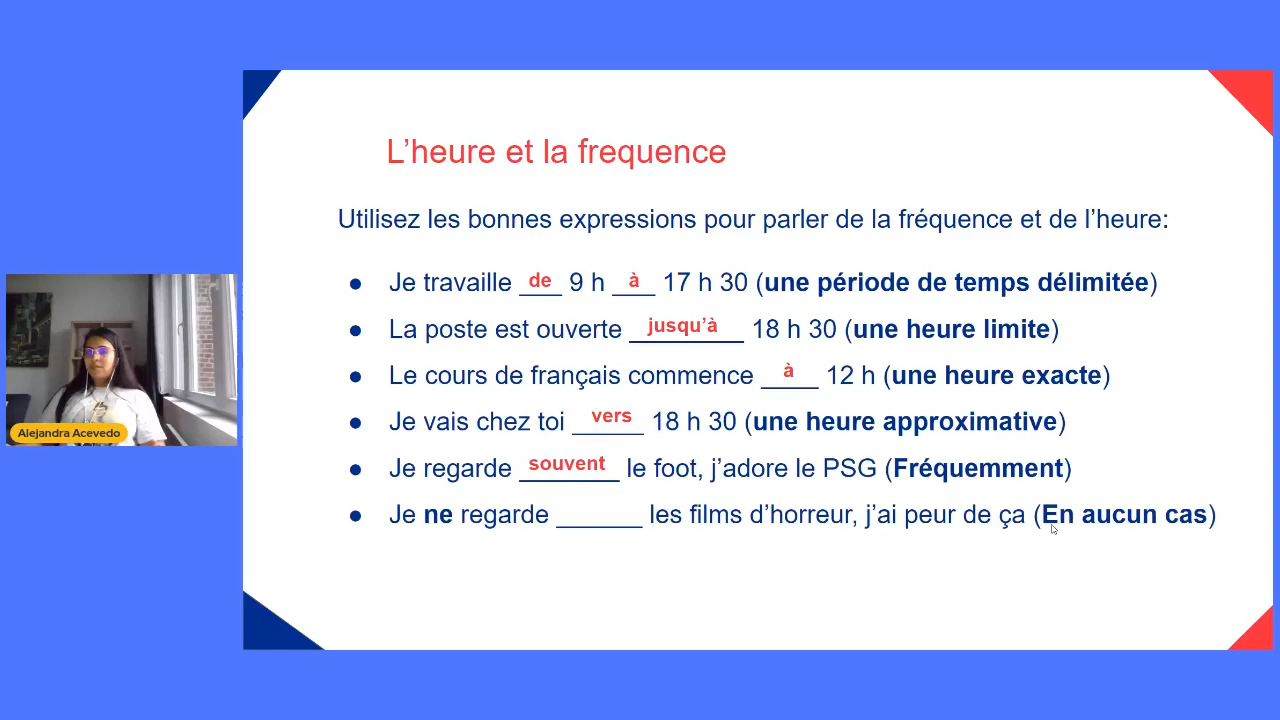 L'heure et la frequence
Utilisez les bonnes expressions pour parler de la fréquence et de l'heure:
● Je travaille de 9 h à 17 h 30 (une période de temps délimitée)
● La poste est ouverte jusqu'à 18 h 30 (une heure limite)
● Le cours de français commence à 12 h (une heure exacte)
● Je vais chez toi vers 18 h 30 (une heure approximative)
● Je regarde souvent le foot, j'adore le PSG (Fréquemment)
● Je ne regarde ______ les films d'horreur, j'ai peur de ça (En aucun cas)
Alejandra Acevedo